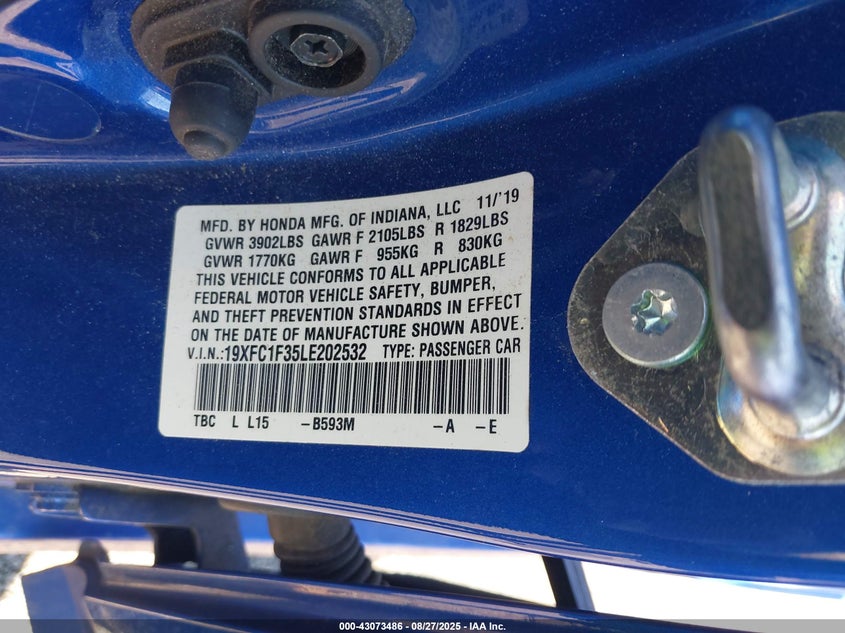 MFD. BY HONDA MFG. OF INDIANA, LLC 11/'19
GVWR 3902LBS GAWR F 2105LBS R 1829LBS
GVWR 1770KG GAWR F 955KG R 830KG
THIS VEHICLE CONFORMS TO ALL APPLICABLE
FEDERAL MOTOR VEHICLE SAFETY, BUMPER,
AND THEFT PREVENTION STANDARDS IN EFFECT
ON THE DATE OF MANUFACTURE SHOWN ABOVE.
V.I.N.:19XFC1F35LE202532 TYPE: PASSENGER CAR
TBC L L15 -B593M -A -E
000-43073486 - 08/27/2025 - IAA Inc.